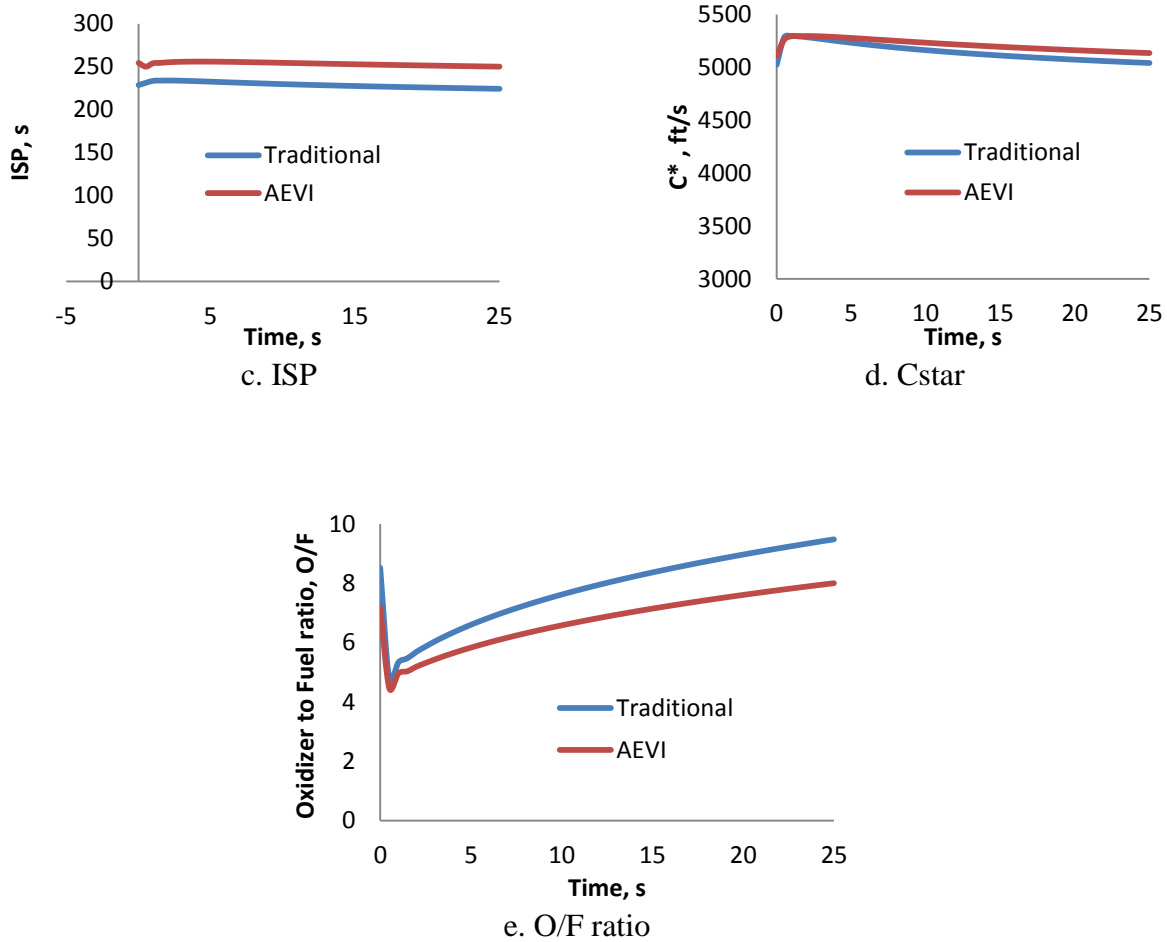 300
250
200
150
100
50
0
ISP, s
Traditional
AEVI
-5 5 15 25
Time, s
c. ISP
5500
5000
4500
4000
3500
3000
C* , ft/s
Traditional
AEVI
0 5 10 15 20 25
Time, s
d. Cstar
10
8
6
4
2
0
Oxidizer to Fuel ratio, O/F
Traditional
AEVI
0 5 10 15 20 25
Time, s
e. O/F ratio